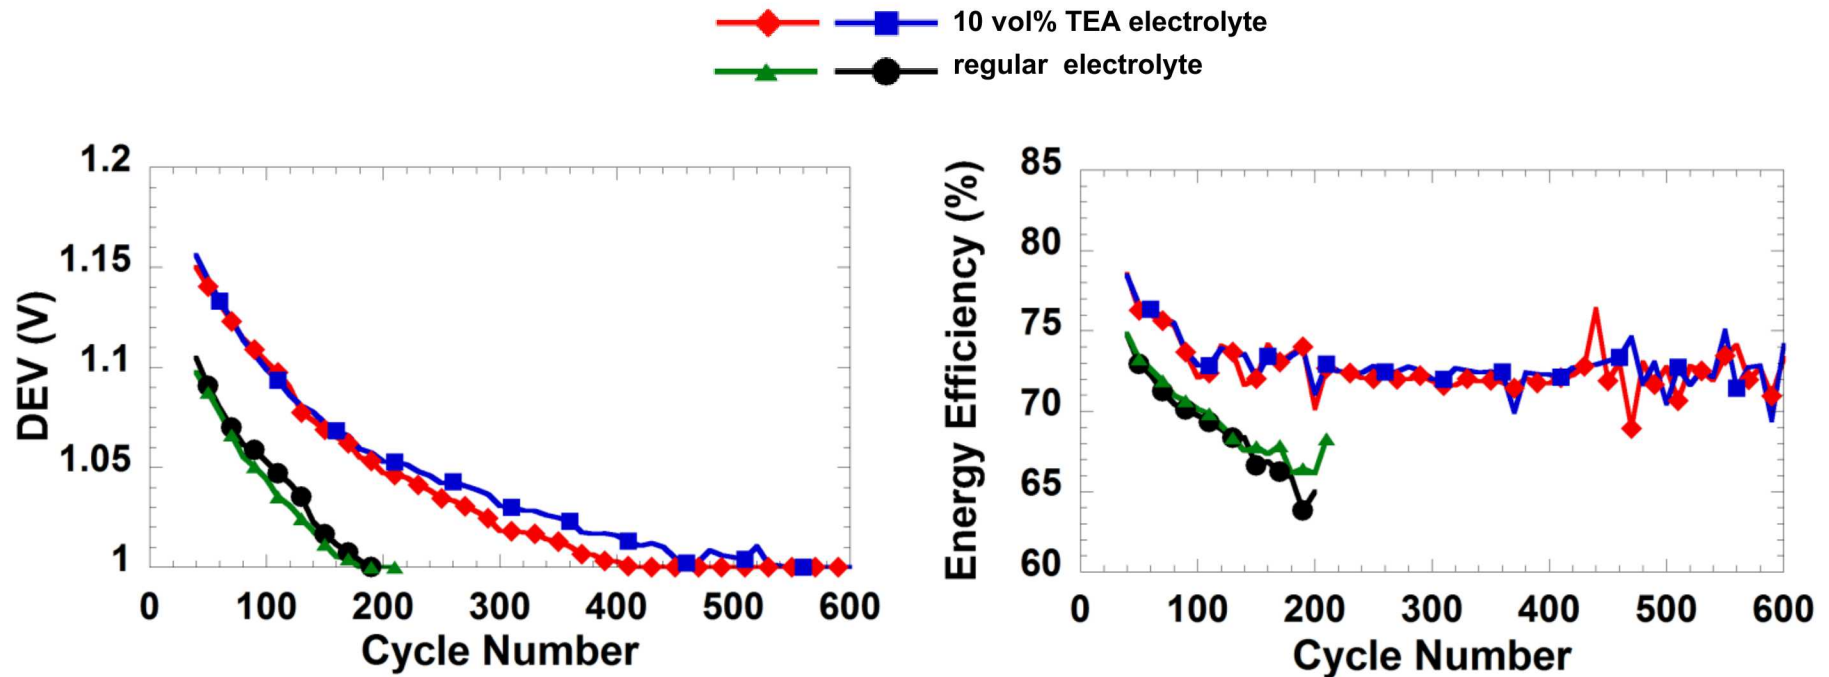 10 vol% TEA electrolyte
regular electrolyte
1.2
1.15
1.1
1.05
1
DEV (V)
0 100 200 300 400 500 600
Cycle Number
85
80
75
70
65
60
Energy Efficiency (%)
0 100 200 300 400 500 600
Cycle Number